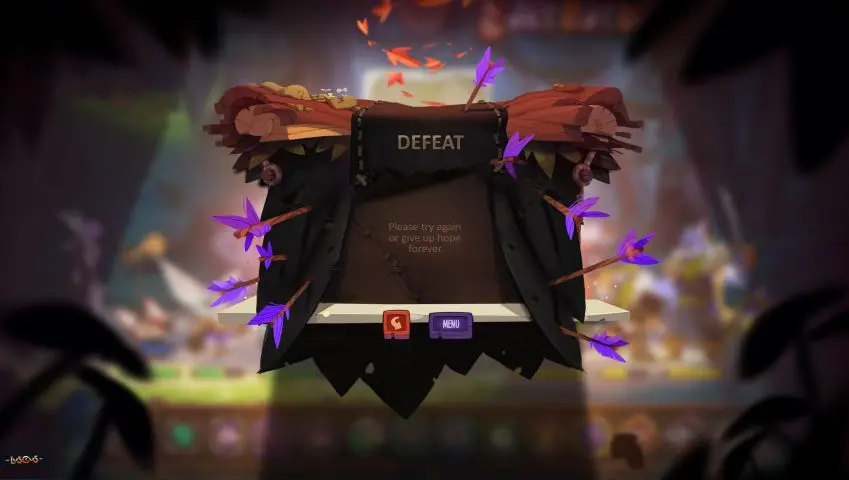 DEFEAT
Please try again
or give up hope
forever.
MENU